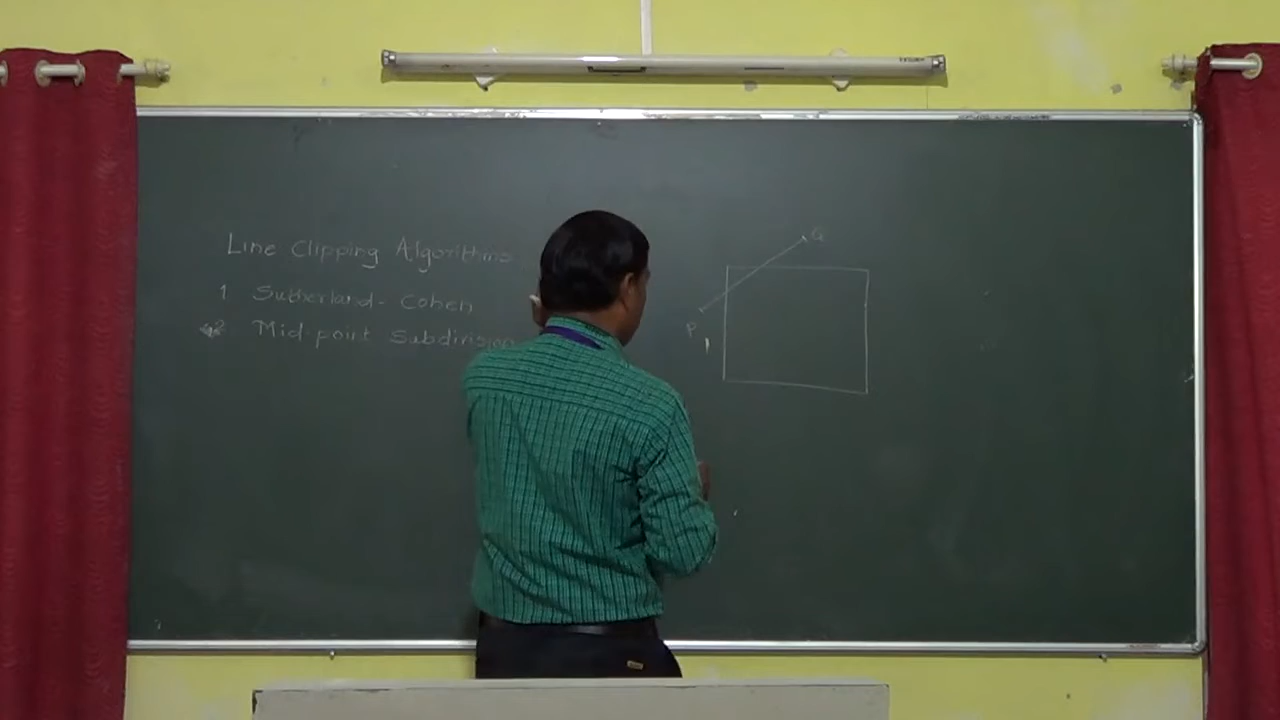 Line Clipping Algorithms
1 Sutherland-Cohen
2 Mid-point Subdivision
Q
P